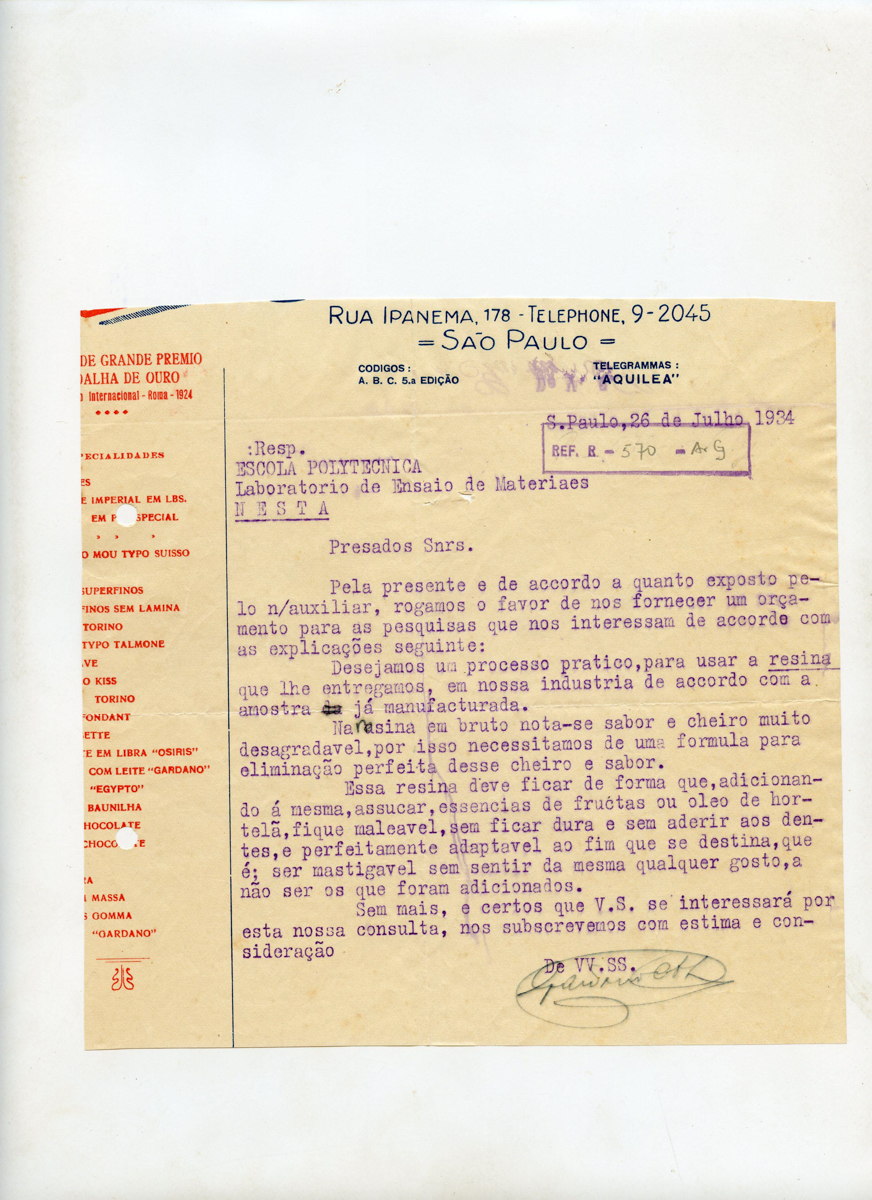 RUA IPANEMA, 178 - TELEPHONE, 9-2045
= SÃO PAULO =
CODIGOS :
A. B. C. 5.a EDIÇÃO
TELEGRAMMAS :
"AQUILEA"
DE GRANDE PREMIO
DALHA DE OURO
Internacional - Roma - 1924
PECIALIDADES
ES
E IMPERIAL EM LBS.
EM P SPECIAL
» » »
O MOU TYPO SUISSO
SUPERFINOS
FINOS SEM LAMINA
TORINO
TYPO TALMONE
VE
O KISS
TORINO
FONDANT
ETTE
E EM LIBRA "OSIRIS"
COM LEITE "GARDANO"
"EGYPTO"
BAUNILHA
CHOCOLATE
CHOCO E
RA
MASSA
S GOMMA
"GARDANO"
S.Paulo,26 de Julho 1934
REF. R. - 570 - A.G.
:Resp.
ESCOLA POLYTECNICA
Laboratorio de Ensaio de Materiaes
N E S T A
Presados Snrs.
Pela presente e de accordo a quanto exposto pe-
lo n/auxiliar, rogamos o favor de nos fornecer um orça-
mento para as pesquisas que nos interessam de accordo com
as explicações seguinte:
Desejamos um processo pratico,para usar a resina
que lhe entregamos, em nossa industria de accordo com a
amostra já manufacturada.
Na resina em bruto nota-se sabor e cheiro muito
desagradavel,por isso necessitamos de uma formula para
eliminação perfeita desse cheiro e sabor.
Essa resina deve ficar de forma que,adicionan-
do á mesma,assucar,essencias de fructas ou oleo de hor-
telã,fique maleavel,sem ficar dura e sem aderir aos den-
tes,e perfeitamente adaptavel ao fim que se destina,que
é; ser mastigavel sem sentir da mesma qualquer gosto,a
não ser os que foram adicionados.
Sem mais, e certos que V.S. se interessará por
esta nossa consulta, nos subscrevemos com estima e con-
sideração
De VV.SS.